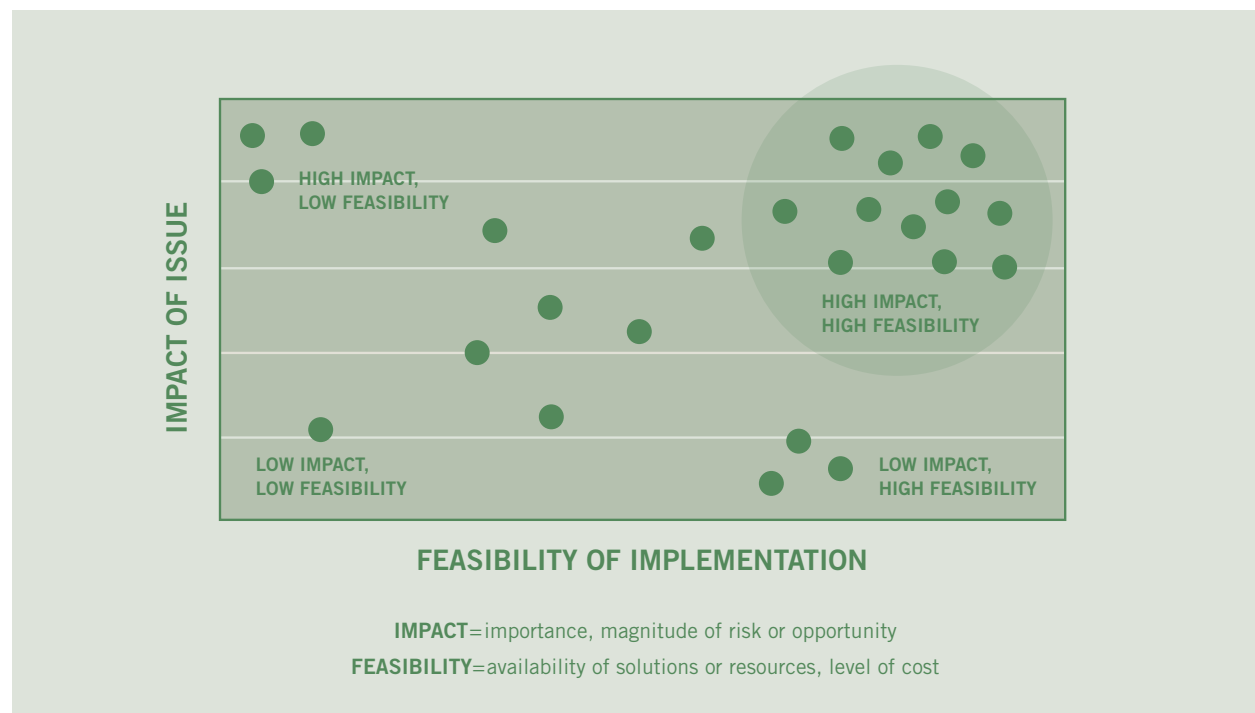 IMPACT OF ISSUE
HIGH IMPACT,
LOW FEASIBILITY
HIGH IMPACT,
HIGH FEASIBILITY
LOW IMPACT,
LOW FEASIBILITY
LOW IMPACT,
HIGH FEASIBILITY
FEASIBILITY OF IMPLEMENTATION
IMPACT=importance, magnitude of risk or opportunity
FEASIBILITY=availability of solutions or resources, level of cost